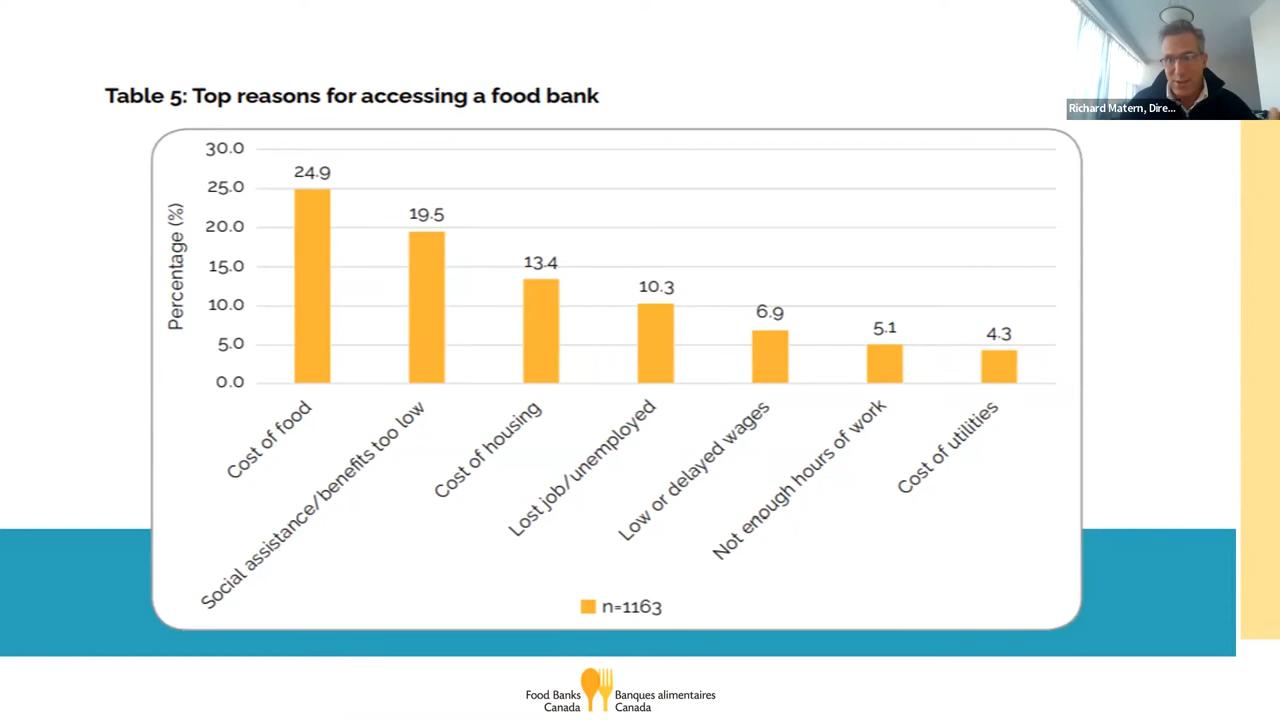 Richard Matern, Dire...
Table 5: Top reasons for accessing a food bank
Percentage (%)
30.0
25.0
20.0
15.0
10.0
5.0
0.0
24.9
19.5
13.4
10.3
6.9
5.1
4.3
Cost of food
Social assistance/benefits too low
Cost of housing
Lost job/unemployed
Low or delayed wages
Not enough hours of work
Cost of utilities
n=1163
Food Banks
Canada
Banques alimentaires
Canada